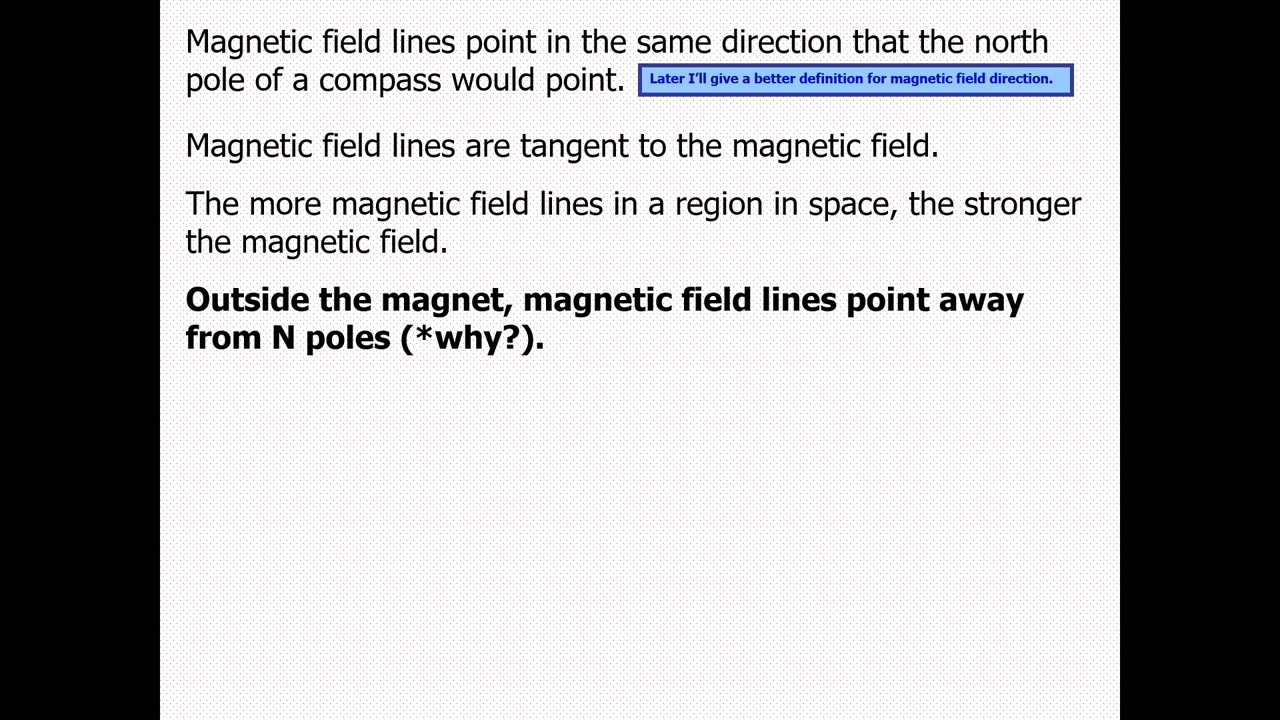 Magnetic field lines point in the same direction that the north
pole of a compass would point.
Later I’ll give a better definition for magnetic field direction.
Magnetic field lines are tangent to the magnetic field.
The more magnetic field lines in a region in space, the stronger
the magnetic field.
Outside the magnet, magnetic field lines point away
from N poles (*why?).